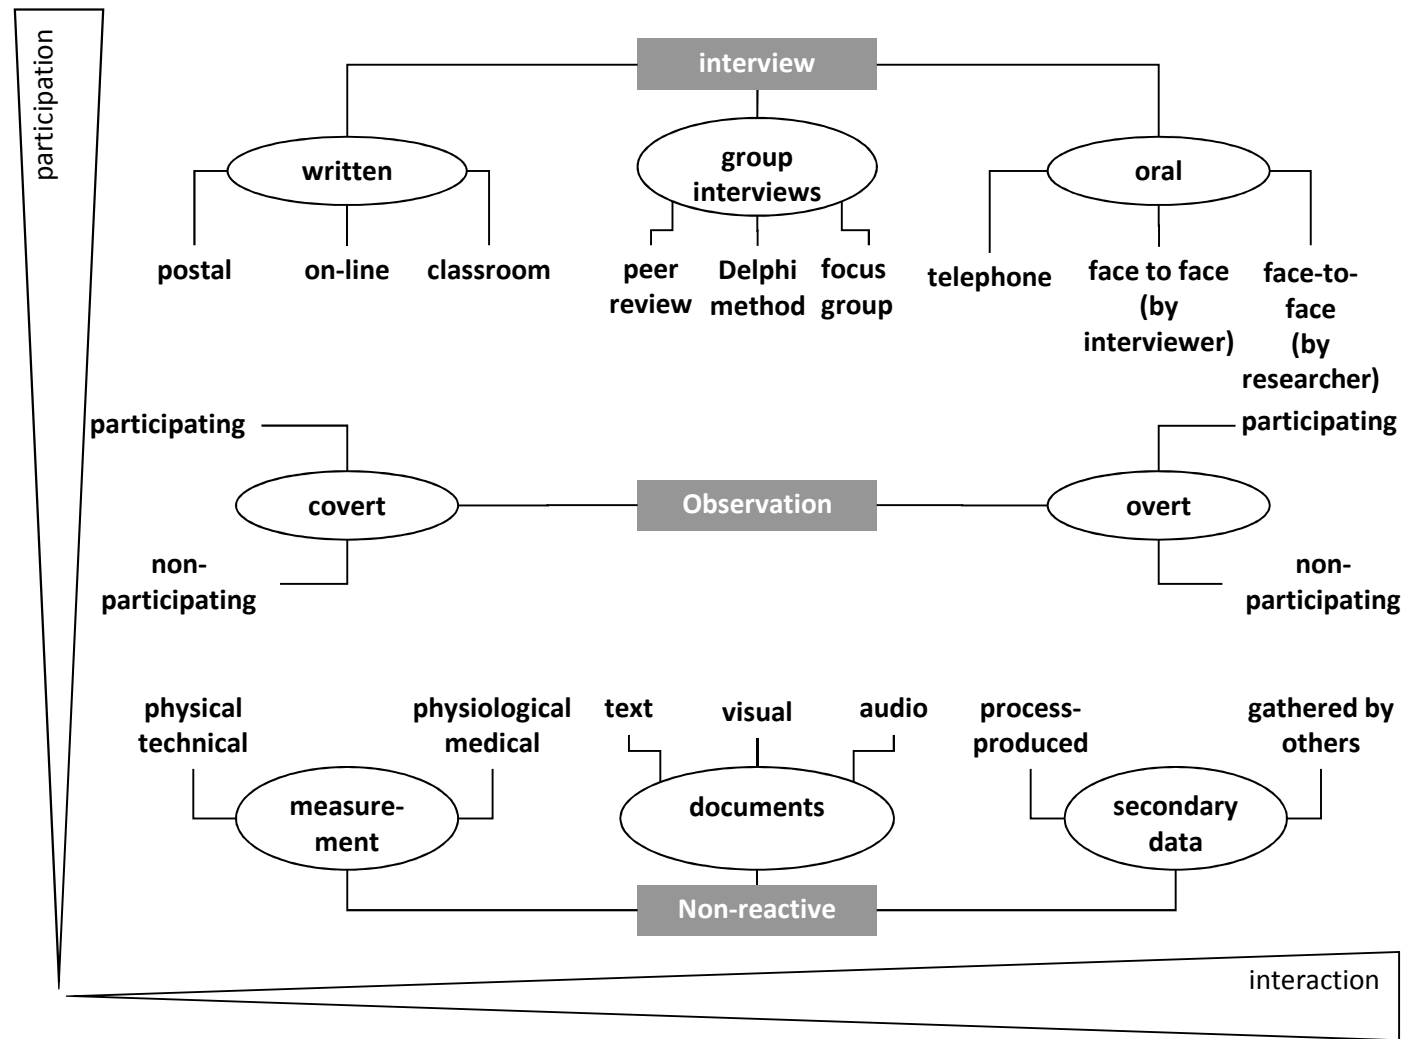 participation
interview
written
group
interviews
oral
postal
on-line
classroom
peer
review
Delphi
method
focus
group
telephone
face to face
(by
interviewer)
face-to-
face
(by
researcher)
participating
participating
covert
Observation
overt
non-
participating
non-
participating
physical
technical
physiological
medical
text
visual
audio
process-
produced
gathered by
others
measure-
ment
documents
secondary
data
Non-reactive
interaction